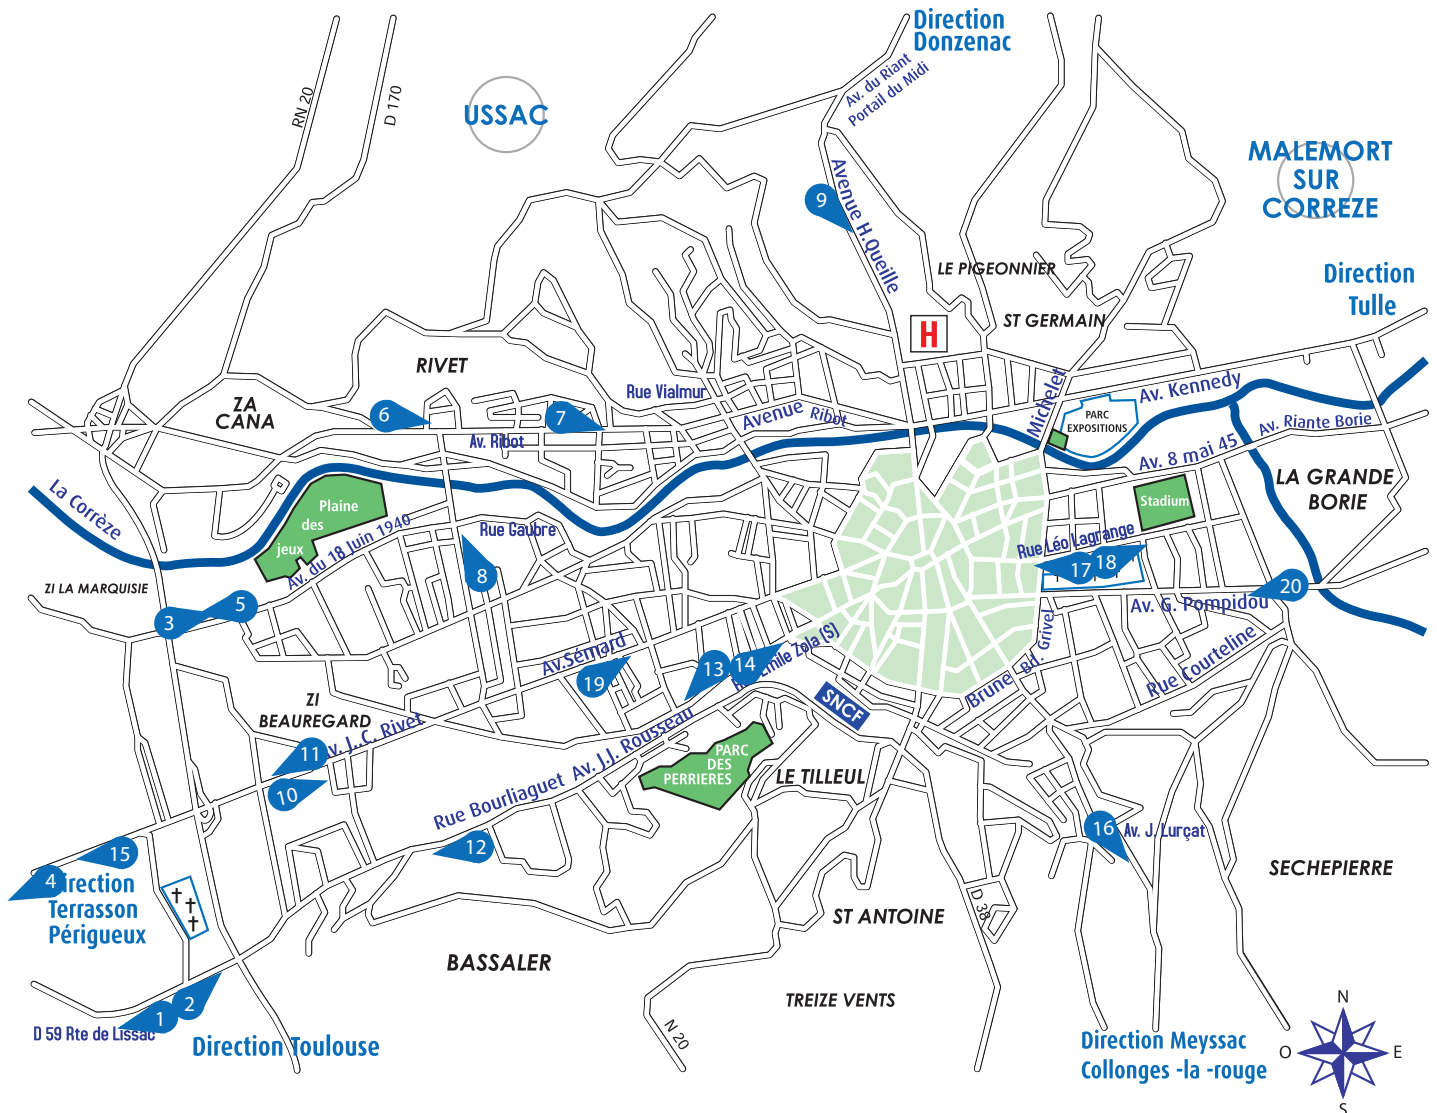 Direction
Donzenac
RN 20
D 170
USSAC
Av. du Riant
Portail du Midi
MALEMORT
SUR
CORREZE
9
Avenue H.Queille
LE PIGEONNIER
Direction
Tulle
ST GERMAIN
H
RIVET
Rue Vialmur
Michelet
Av. Kennedy
ZA
CANA
6
7
Avenue Ribot
PARC
EXPOSITIONS
Av. Riante Borie
Av. Ribot
Av. 8 mai 45
LA GRANDE
BORIE
La Corrèze
Plaine
des
jeux
Stadium
Av. du 18 Juin 1940
Rue Gaubre
Rue Léo Lagrange
17
18
8
ZI LA MARQUISIE
20
5
3
Av. G. Pompidou
Bd. Grivel
Brune
Rue Courteline
Av.Sémard
19
13
14
Emile Zola (S)
SNCF
ZI
BEAUREGARD
Av. J..C. Rivet
11
10
Rue Bourliaguet
Av. J.J. Rousseau
PARC
DES
PERRIERES
LE TILLEUL
12
16
Av. J. Lurçat
15
4
Direction
Terrasson
Périgueux
SECHEPIERRE
D 38
ST ANTOINE
BASSALER
TREIZE VENTS
1
2
D 59 Rte de Lissac
Direction Toulouse
N 20
Direction Meyssac
Collonges -la -rouge
N
O
E
S